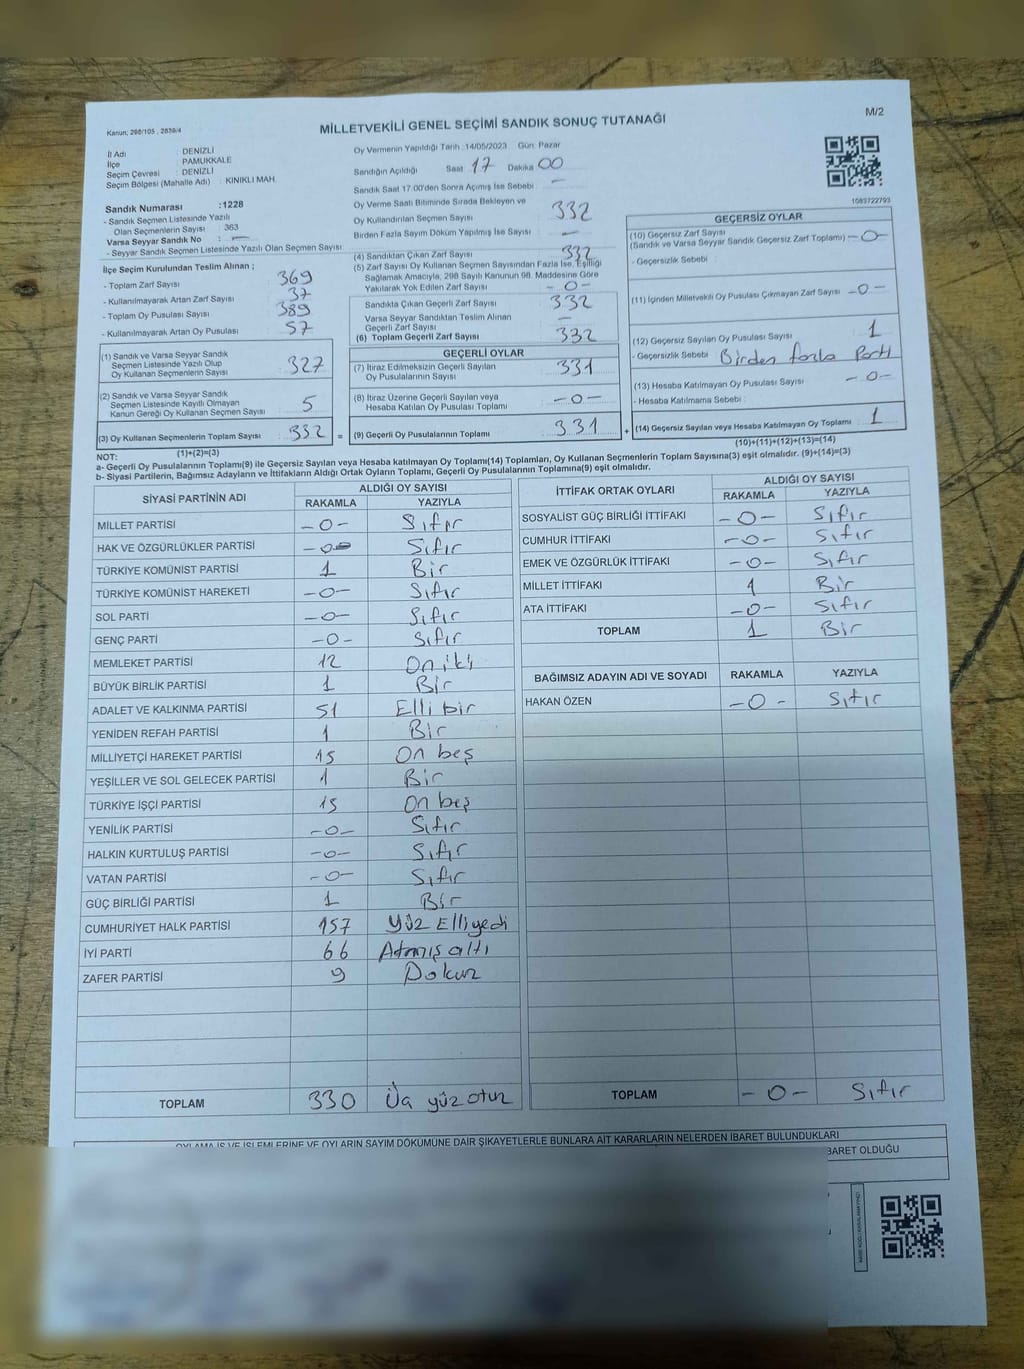 M/2
Kanun; 298/105 , 2839/4
MİLLETVEKİLİ GENEL SEÇİMİ SANDIK SONUÇ TUTANAĞI
İl Adı : DENİZLİ
İlçe : PAMUKKALE
Seçim Çevresi : DENİZLİ
Seçim Bölgesi (Mahalle Adı) : KINIKLI MAH.
Sandık Numarası :1228
- Sandık Seçmen Listesinde Yazılı
Olan Seçmenlerin Sayısı : 363
Varsa Seyyar Sandık No : —
- Seyyar Sandık Seçmen Listesinde Yazılı Olan Seçmen Sayısı:
İlçe Seçim Kurulundan Teslim Alınan ;
- Toplam Zarf Sayısı 369
- Kullanılmayarak Artan Zarf Sayısı 37
- Toplam Oy Pusulası Sayısı 389
- Kullanılmayarak Artan Oy Pusulası 57
(1) Sandık ve Varsa Seyyar Sandık
Seçmen Listesinde Yazılı Olup
Oy Kullanan Seçmenlerin Sayısı 327
(2) Sandık ve Varsa Seyyar Sandık
Seçmen Listesinde Kayıtlı Olmayan
Kanun Gereği Oy Kullanan Seçmen Sayısı 5
(3) Oy Kullanan Seçmenlerin Toplam Sayısı 332 =
(1)+(2)=(3)
Oy Vermenin Yapıldığı Tarih :14/05/2023 Gün: Pazar
Sandığın Açıldığı Saat 17 Dakika 00
Sandık Saat 17.00'den Sonra Açılmış İse Sebebi —
Oy Verme Saati Bitiminde Sırada Bekleyen ve
Oy Kullandırılan Seçmen Sayısı 332
Birden Fazla Sayım Döküm Yapılmış İse Sayısı —
(4) Sandıktan Çıkan Zarf Sayısı 332
(5) Zarf Sayısı Oy Kullanan Seçmen Sayısından Fazla İse, Eşitliği
Sağlamak Amacıyla, 298 Sayılı Kanunun 98. Maddesine Göre
Yakılarak Yok Edilen Zarf Sayısı -0-
Sandıkta Çıkan Geçerli Zarf Sayısı 332
Varsa Seyyar Sandıktan Teslim Alınan
Geçerli Zarf Sayısı —
(6) Toplam Geçerli Zarf Sayısı 332
GEÇERLİ OYLAR
(7) İtiraz Edilmeksizin Geçerli Sayılan
Oy Pusulalarının Sayısı 331
(8) İtiraz Üzerine Geçerli Sayılan veya
Hesaba Katılan Oy Pusulası Toplamı -0-
(9) Geçerli Oy Pusulalarının Toplamı 331 +
1083722793
GEÇERSİZ OYLAR
(10) Geçersiz Zarf Sayısı
(Sandık ve Varsa Seyyar Sandık Geçersiz Zarf Toplamı) -0-
- Geçersizlik Sebebi :
(11) İçinden Milletvekili Oy Pusulası Çıkmayan Zarf Sayısı -0-
(12) Geçersiz Sayılan Oy Pusulası Sayısı 1
- Geçersizlik Sebebi Birden fazla Parti
(13) Hesaba Katılmayan Oy Pusulası Sayısı -0-
- Hesaba Katılmama Sebebi :
(14) Geçersiz Sayılan veya Hesaba Katılmayan Oy Toplamı 1
(10)+(11)+(12)+(13)=(14)
NOT:
a- Geçerli Oy Pusulalarının Toplamı(9) ile Geçersiz Sayılan veya Hesaba katılmayan Oy Toplamı(14) Toplamları, Oy Kullanan Seçmenlerin Toplam Sayısına(3) eşit olmalıdır. (9)+(14)=(3)
b- Siyasi Partilerin, Bağımsız Adayların ve İttifakların Aldığı Ortak Oyların Toplamı, Geçerli Oy Pusulalarının Toplamına(9) eşit olmalıdır.
SİYASİ PARTİNİN ADI ALDIĞI OY SAYISI
RAKAMLA YAZIYLA
MİLLET PARTİSİ -0- Sıfır
HAK VE ÖZGÜRLÜKLER PARTİSİ -0- Sıfır
TÜRKİYE KOMÜNİST PARTİSİ 1 Bir
TÜRKİYE KOMÜNİST HAREKETİ -0- Sıfır
SOL PARTİ -0- Sıfır
GENÇ PARTİ -0- Sıfır
MEMLEKET PARTİSİ 12 On iki
BÜYÜK BİRLİK PARTİSİ 1 Bir
ADALET VE KALKINMA PARTİSİ 51 Elli bir
YENİDEN REFAH PARTİSİ 1 Bir
MİLLİYETÇİ HAREKET PARTİSİ 15 On beş
YEŞİLLER VE SOL GELECEK PARTİSİ 1 Bir
TÜRKİYE İŞÇİ PARTİSİ 15 On beş
YENİLİK PARTİSİ -0- Sıfır
HALKIN KURTULUŞ PARTİSİ -0- Sıfır
VATAN PARTİSİ -0- Sıfır
GÜÇ BİRLİĞİ PARTİSİ 1 Bir
CUMHURİYET HALK PARTİSİ 157 Yüz Elliyedi
İYİ PARTİ 66 Atmış altı
ZAFER PARTİSİ 9 Dokuz
TOPLAM 330 Üç yüz otuz
İTTİFAK ORTAK OYLARI ALDIĞI OY SAYISI
RAKAMLA YAZIYLA
SOSYALİST GÜÇ BİRLİĞİ İTTİFAKI -0- Sıfır
CUMHUR İTTİFAKI -0- Sıfır
EMEK VE ÖZGÜRLÜK İTTİFAKI -0- Sıfır
MİLLET İTTİFAKI 1 Bir
ATA İTTİFAKI -0- Sıfır
TOPLAM 1 Bir
BAĞIMSIZ ADAYIN ADI VE SOYADI RAKAMLA YAZIYLA
HAKAN ÖZEN -0- Sıfır
TOPLAM -0- Sıfır
OYLAMA İŞ VE İŞLEMLERİNE VE OYLARIN SAYIM DÖKÜMÜNE DAİR ŞİKAYETLERLE BUNLARA AİT KARARLARIN NELERDEN İBARET BULUNDUKLARI
BARET OLDUĞU